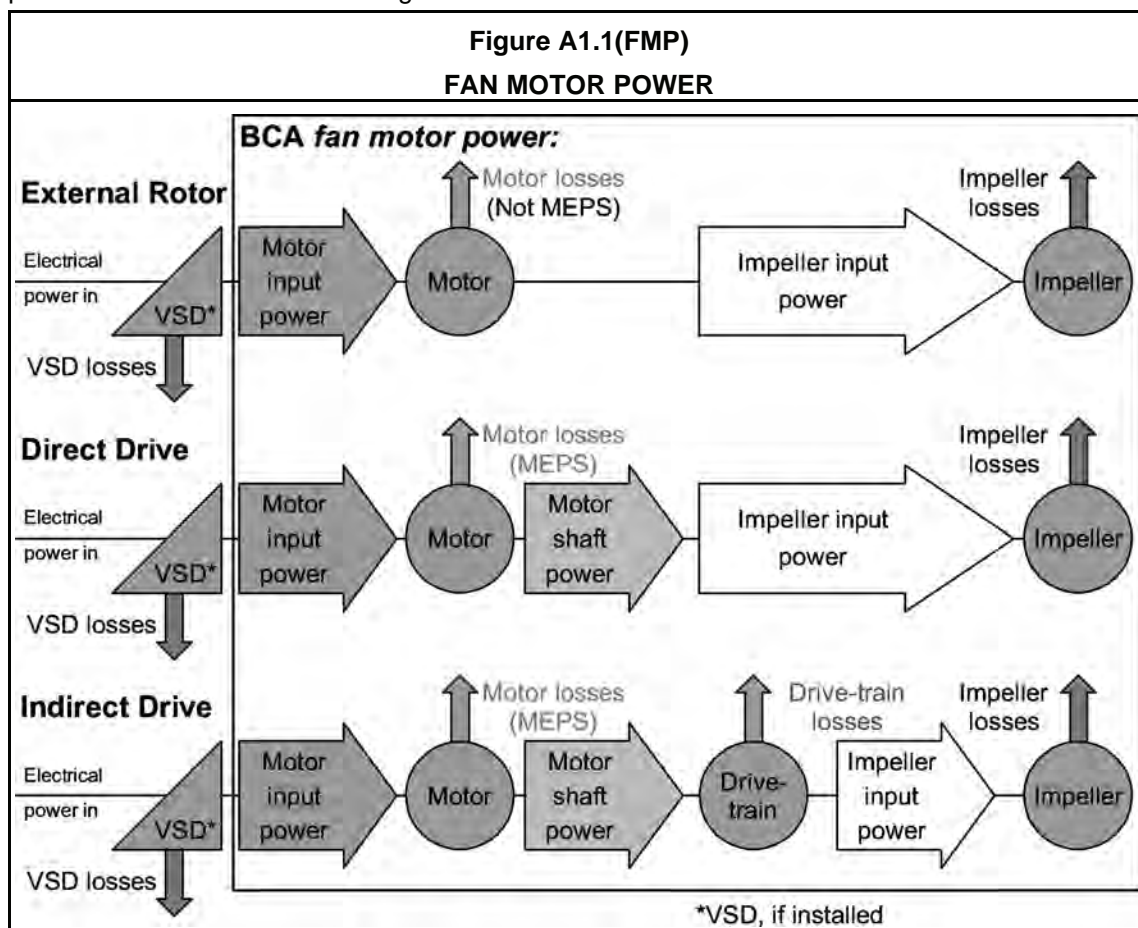 Figure A1.1(FMP)
FAN MOTOR POWER
BCA fan motor power:
External Rotor
Electrical
power in
VSD*
VSD losses
Motor
input
power
Motor
Motor losses
(Not MEPS)
Impeller input
power
Impeller
losses
Impeller
Direct Drive
Electrical
power in
VSD*
VSD losses
Motor
input
power
Motor
Motor losses
(MEPS)
Motor
shaft
power
Impeller input
power
Impeller
losses
Impeller
Indirect Drive
Electrical
power in
VSD*
VSD losses
Motor
input
power
Motor
Motor losses
(MEPS)
Motor
shaft
power
Drive-
train
Drive-train
losses
Impeller
input
power
Impeller
losses
Impeller
*VSD, if installed